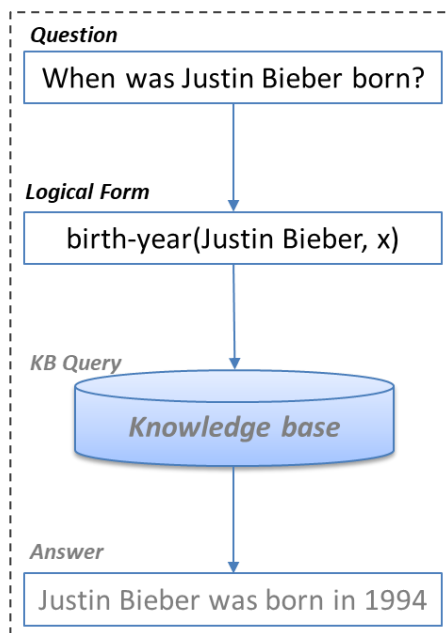 Question
When was Justin Bieber born?
Logical Form
birth-year(Justin Bieber, x)
KB Query
Knowledge base
Answer
Justin Bieber was born in 1994